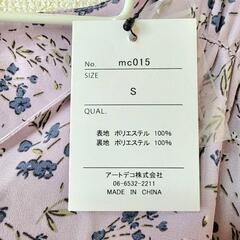 No. mc015
SIZE
S
QUAL.
表地 ポリエステル 100%
裏地 ポリエステル 100%
アートデコ株式会社
06-6532-2211
MADE IN CHINA